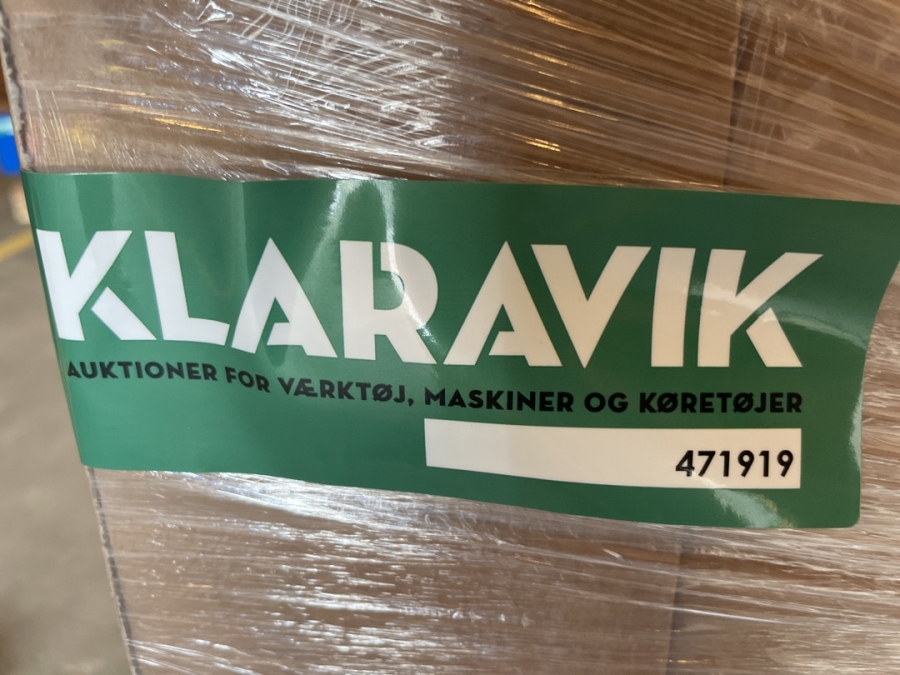 KLARAVIK
AUKTIONER FOR VÆRKTØJ, MASKINER OG KØRETØJER
471919